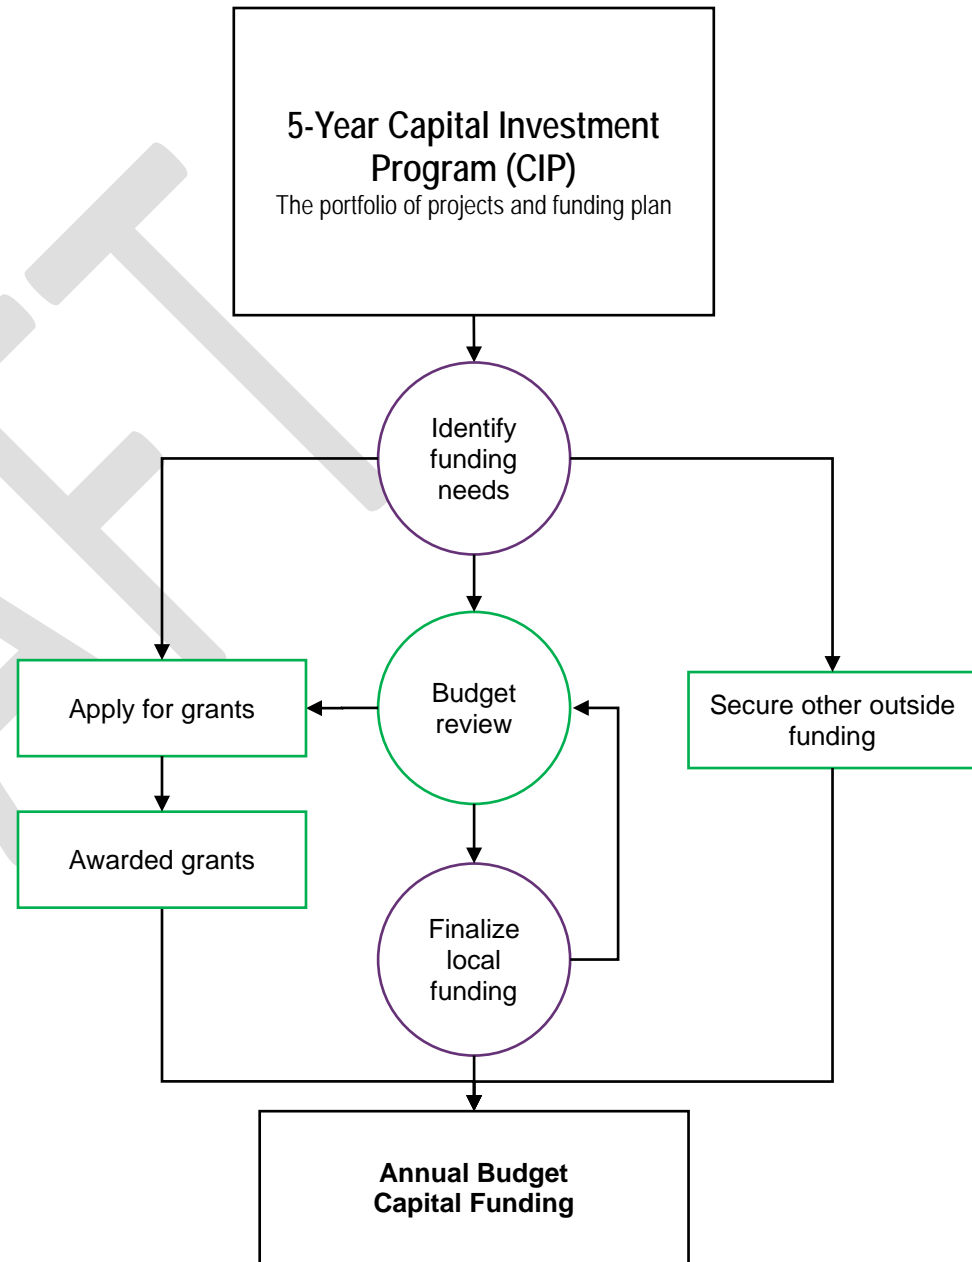 5-Year Capital Investment
Program (CIP)
The portfolio of projects and funding plan
Identify
funding
needs
Apply for grants
Budget
review
Secure other outside
funding
Awarded grants
Finalize
local
funding
Annual Budget
Capital Funding